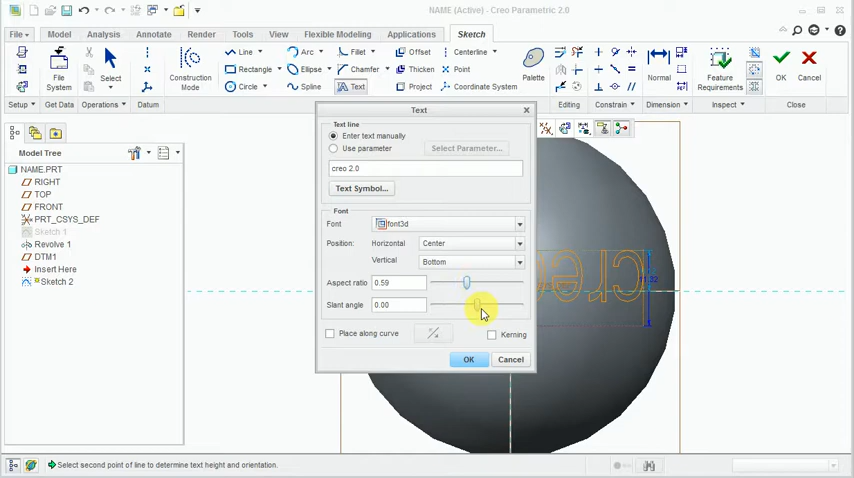 NAME (Active) - Creo Parametric 2.0
File Model Analysis Annotate Render Tools View Flexible Modeling Applications Sketch
File System
Select
Construction Mode
Line
Rectangle
Circle
Arc
Ellipse
Spline
Fillet
Chamfer
Text
Offset
Thicken
Project
Centerline
Point
Coordinate System
Palette
Normal
Feature Requirements
OK
Cancel
Setup Get Data Operations Datum Editing Constrain Dimension Inspect Close
Model Tree
NAME.PRT
RIGHT
TOP
FRONT
PRT_CSYS_DEF
Sketch 1
Revolve 1
DTM1
Insert Here
Sketch 2
Text
Text line
Enter text manually
Use parameter Select Parameter...
creo 2.0
Text Symbol...
Font
Font font3d
Position: Horizontal Center
Vertical Bottom
Aspect ratio 0.59
Slant angle 0.00
Place along curve Kerning
OK Cancel
creo
Select second point of line to determine text height and orientation.